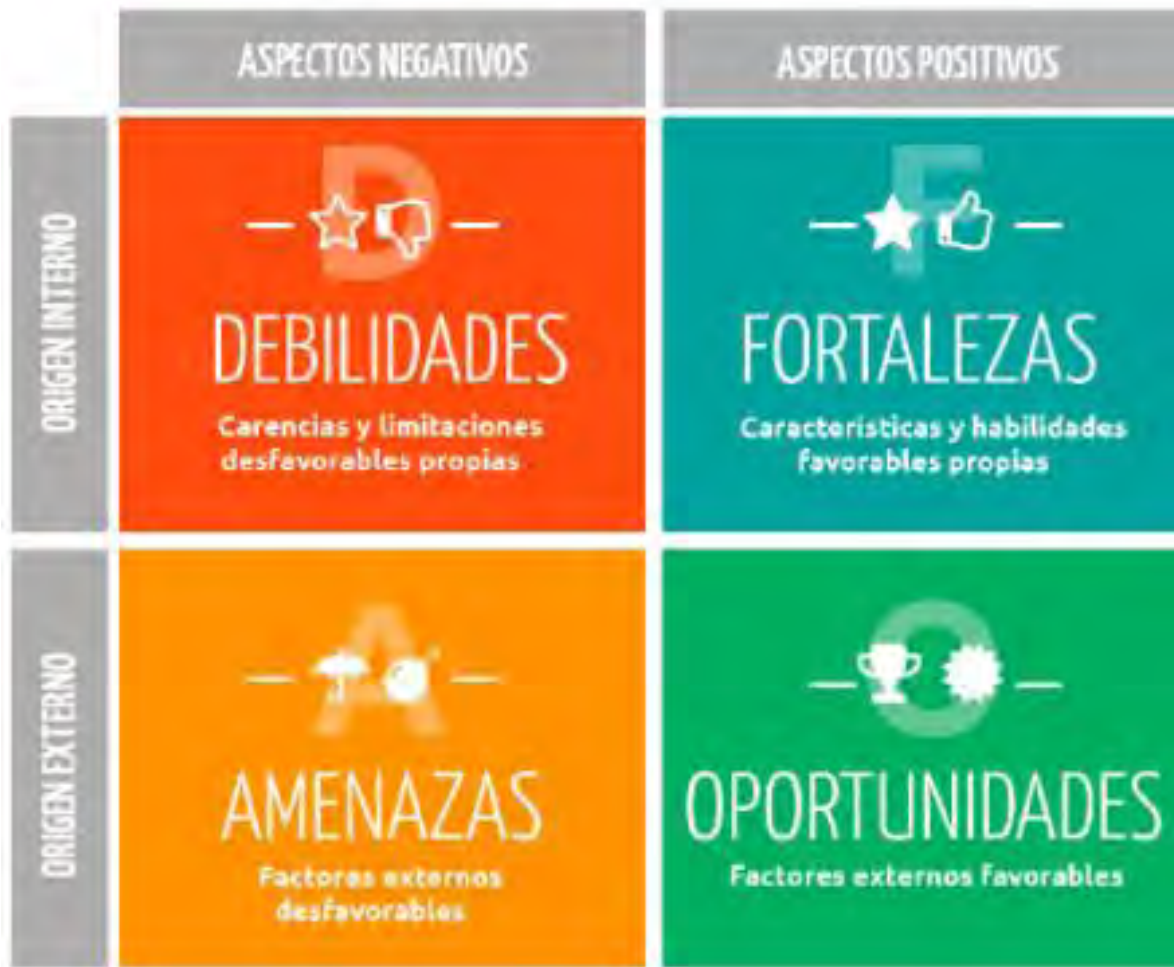 ASPECTOS NEGATIVOS
ASPECTOS POSITIVOS
ORIGEN INTERNO
D
DEBILIDADES
Carencias y limitaciones
desfavorables propias
F
FORTALEZAS
Características y habilidades
favorables propias
ORIGEN EXTERNO
A
AMENAZAS
Factores externos
desfavorables
O
OPORTUNIDADES
Factores externos favorables